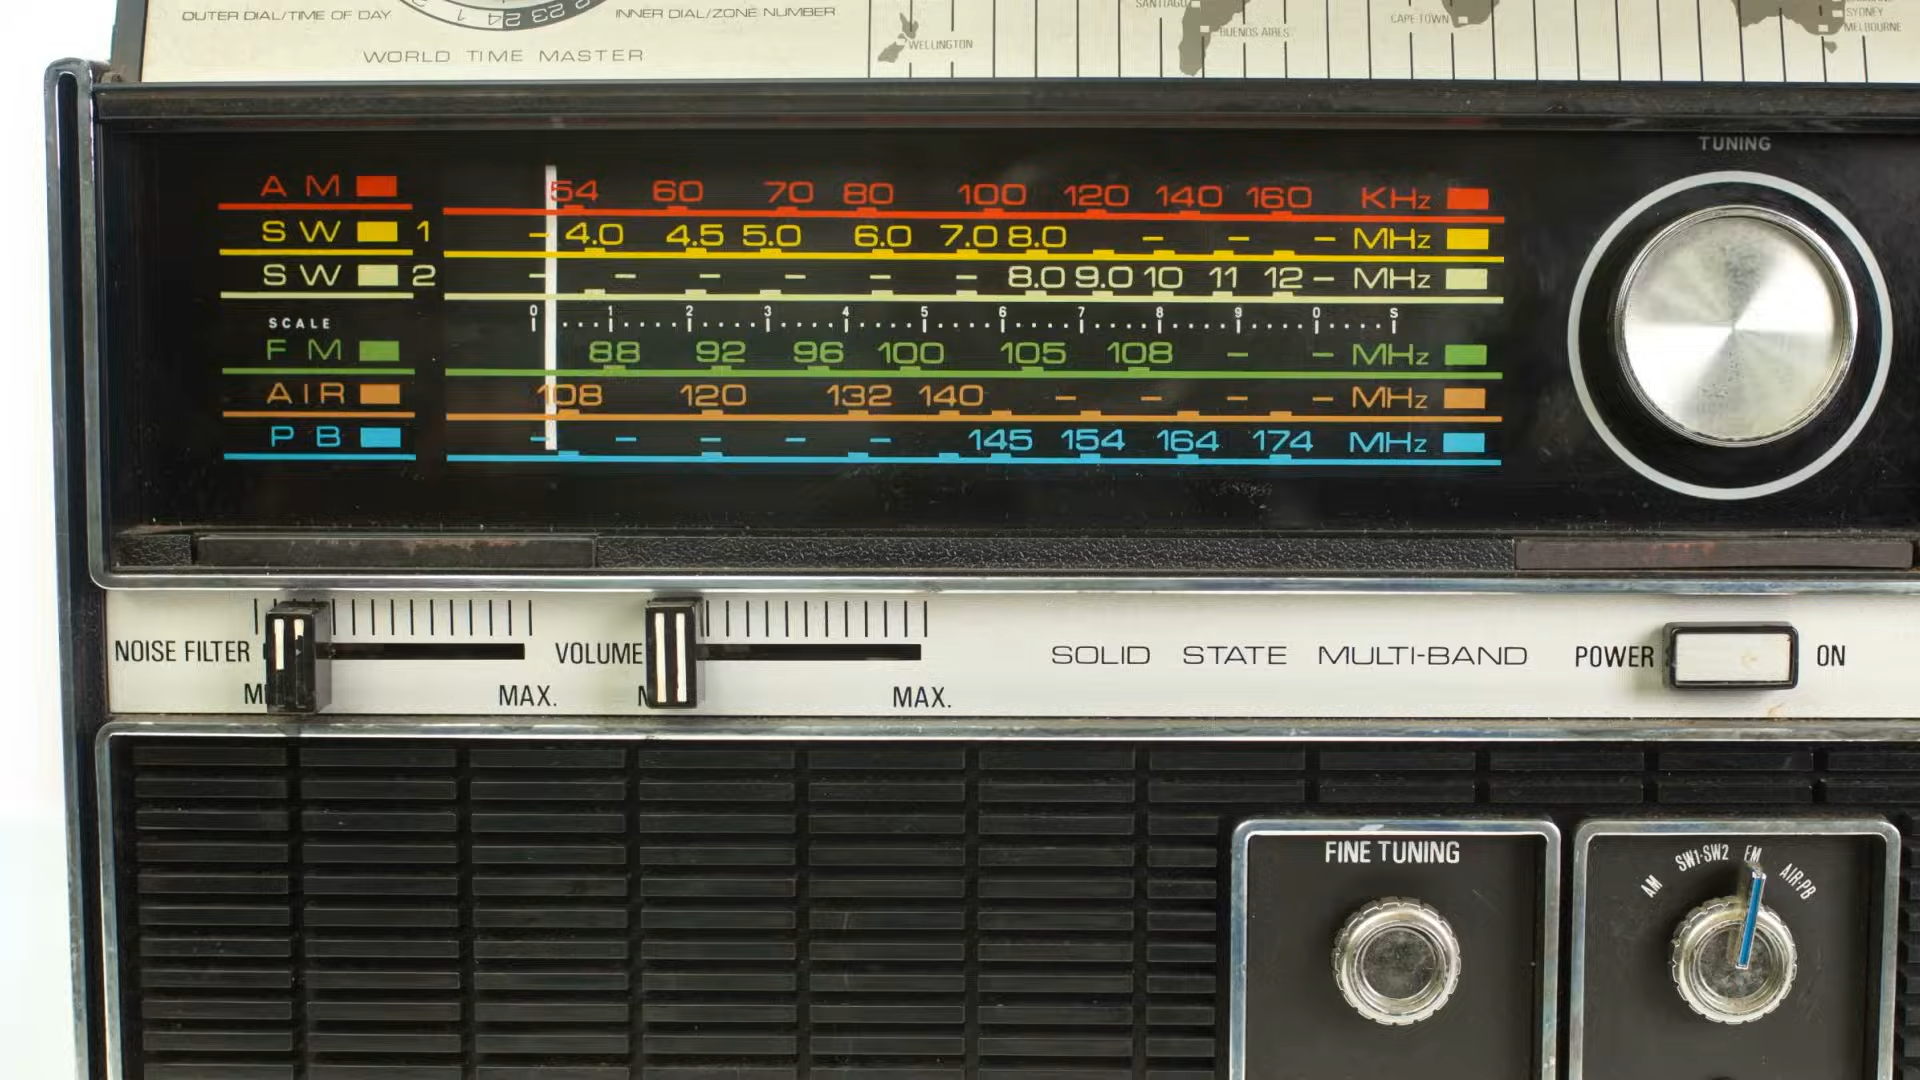 OUTER DIAL/TIME OF DAY
1 24 23 22
INNER DIAL/ZONE NUMBER
WORLD TIME MASTER
SANTIAGO
BUENOS AIRES
WELLINGTON
CAPE TOWN
SYDNEY
MELBOURNE
TUNING
AM 54 60 70 80 100 120 140 160 KHz
SW 1 - 4.0 4.5 5.0 6.0 7.0 8.0 - - - MHz
SW 2 - - - - - - 8.0 9.0 10 11 12 - MHz
SCALE 0 1 2 3 4 5 6 7 8 9 0 S
FM 88 92 96 100 105 108 - - MHz
AIR 108 120 132 140 - - - - MHz
PB - - - - - 145 154 164 174 MHz
NOISE FILTER
MAX.
VOLUME
MAX.
SOLID STATE MULTI-BAND
POWER
ON
FINE TUNING
AM SW1·SW2 FM AIR·PB